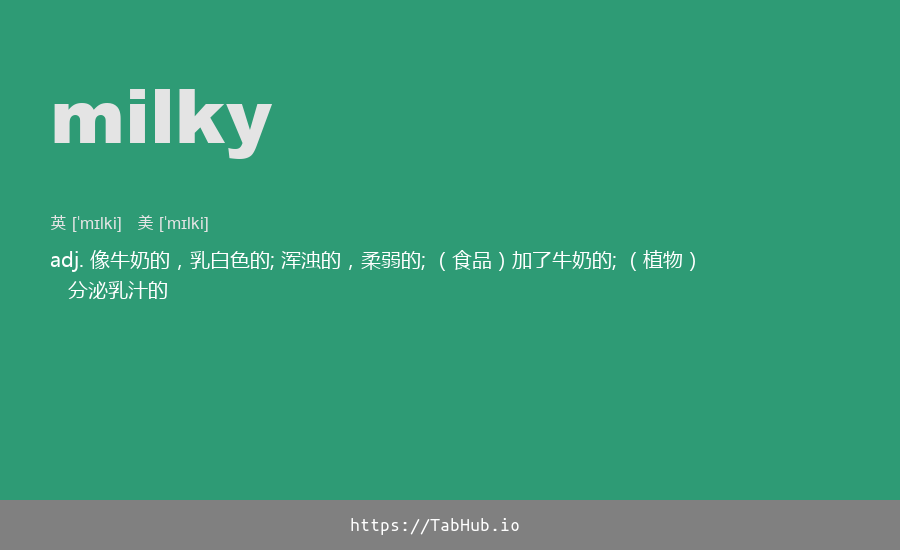 milky
英 [ˈmɪlki] 美 [ˈmɪlki]
adj. 像牛奶的，乳白色的; 浑浊的，柔弱的; （食品）加了牛奶的; （植物）
分泌乳汁的
https://TabHub.io